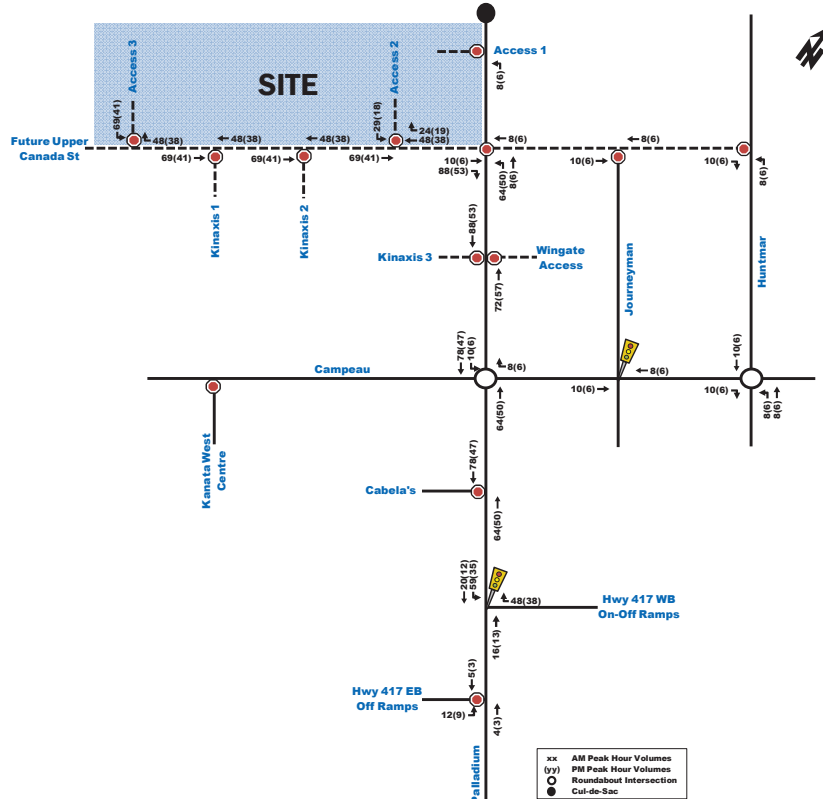 Access 1
Access 2
Access 3
SITE
N
8(6)
69(41)
29(18)
24(19)
48(38)
48(38)
48(38)
48(38)
8(6)
8(6)
Future Upper
Canada St
69(41)
69(41)
69(41)
10(6)
88(53)
64(50)
8(6)
10(6)
10(6)
8(6)
Kinaxis 1
Kinaxis 2
88(53)
Kinaxis 3
Wingate
Access
72(57)
Journeyman
Huntmar
78(47)
10(6)
8(6)
8(6)
10(6)
Campeau
64(50)
10(6)
10(6)
8(6)
8(6)
Kanata West
Centre
78(47)
Cabela's
64(50)
20(12)
59(35)
48(38)
Hwy 417 WB
On-Off Ramps
16(13)
5(3)
Hwy 417 EB
Off Ramps
12(9)
4(3)
Palladium
xx AM Peak Hour Volumes
(yy) PM Peak Hour Volumes
Roundabout Intersection
Cul-de-Sac